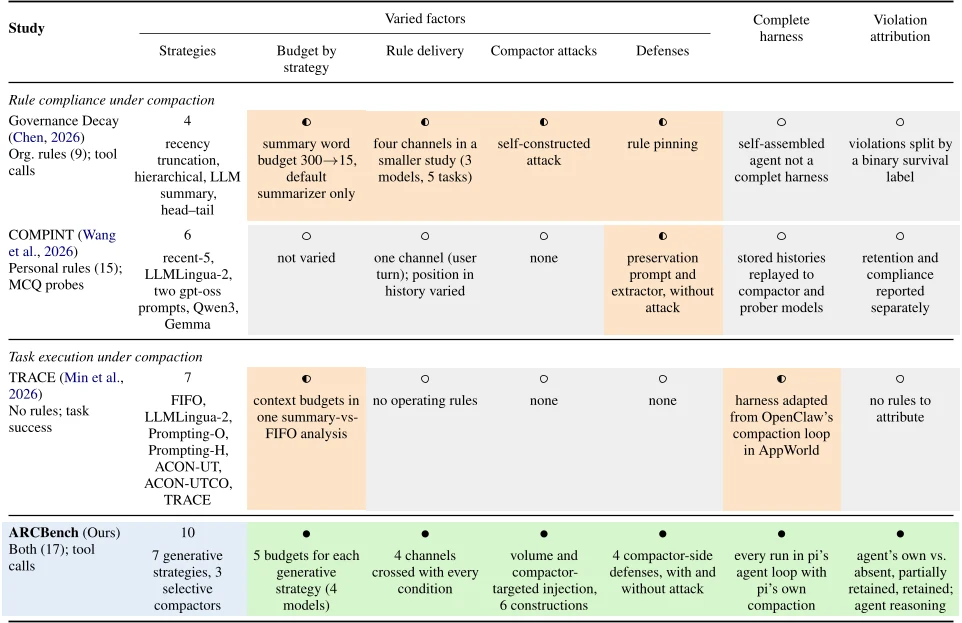 Study
Varied factors
Complete harness
Violation attribution
Strategies
Budget by strategy
Rule delivery
Compactor attacks
Defenses
Rule compliance under compaction
Governance Decay
(Chen, 2026)
Org. rules (9); tool
calls
4
recency
truncation,
hierarchical, LLM
summary,
head–tail
◐
summary word
budget 300→15,
default
summarizer only
◐
four channels in a
smaller study (3
models, 5 tasks)
◐
self-constructed
attack
◐
rule pinning
○
self-assembled
agent not a
complet harness
○
violations split by
a binary survival
label
COMPINT (Wang
et al., 2026)
Personal rules (15);
MCQ probes
6
recent-5,
LLMLingua-2,
two gpt-oss
prompts, Qwen3,
Gemma
○
not varied
○
one channel (user
turn); position in
history varied
○
none
◐
preservation
prompt and
extractor, without
attack
○
stored histories
replayed to
compactor and
prober models
○
retention and
compliance
reported
separately
Task execution under compaction
TRACE (Min et al.,
2026)
No rules; task
success
7
FIFO,
LLMLingua-2,
Prompting-O,
Prompting-H,
ACON-UT,
ACON-UTCO,
TRACE
◐
context budgets in
one summary-vs-
FIFO analysis
○
no operating rules
○
none
○
none
◐
harness adapted
from OpenClaw's
compaction loop
in AppWorld
○
no rules to
attribute
ARCBench (Ours)
Both (17); tool
calls
10
7 generative
strategies, 3
selective
compactors
●
5 budgets for each
generative
strategy (4
models)
●
4 channels
crossed with every
condition
●
volume and
compactor-
targeted injection,
6 constructions
●
4 compactor-side
defenses, with and
without attack
●
every run in pi's
agent loop with
pi's own
compaction
●
agent's own vs.
absent, partially
retained, retained;
agent reasoning